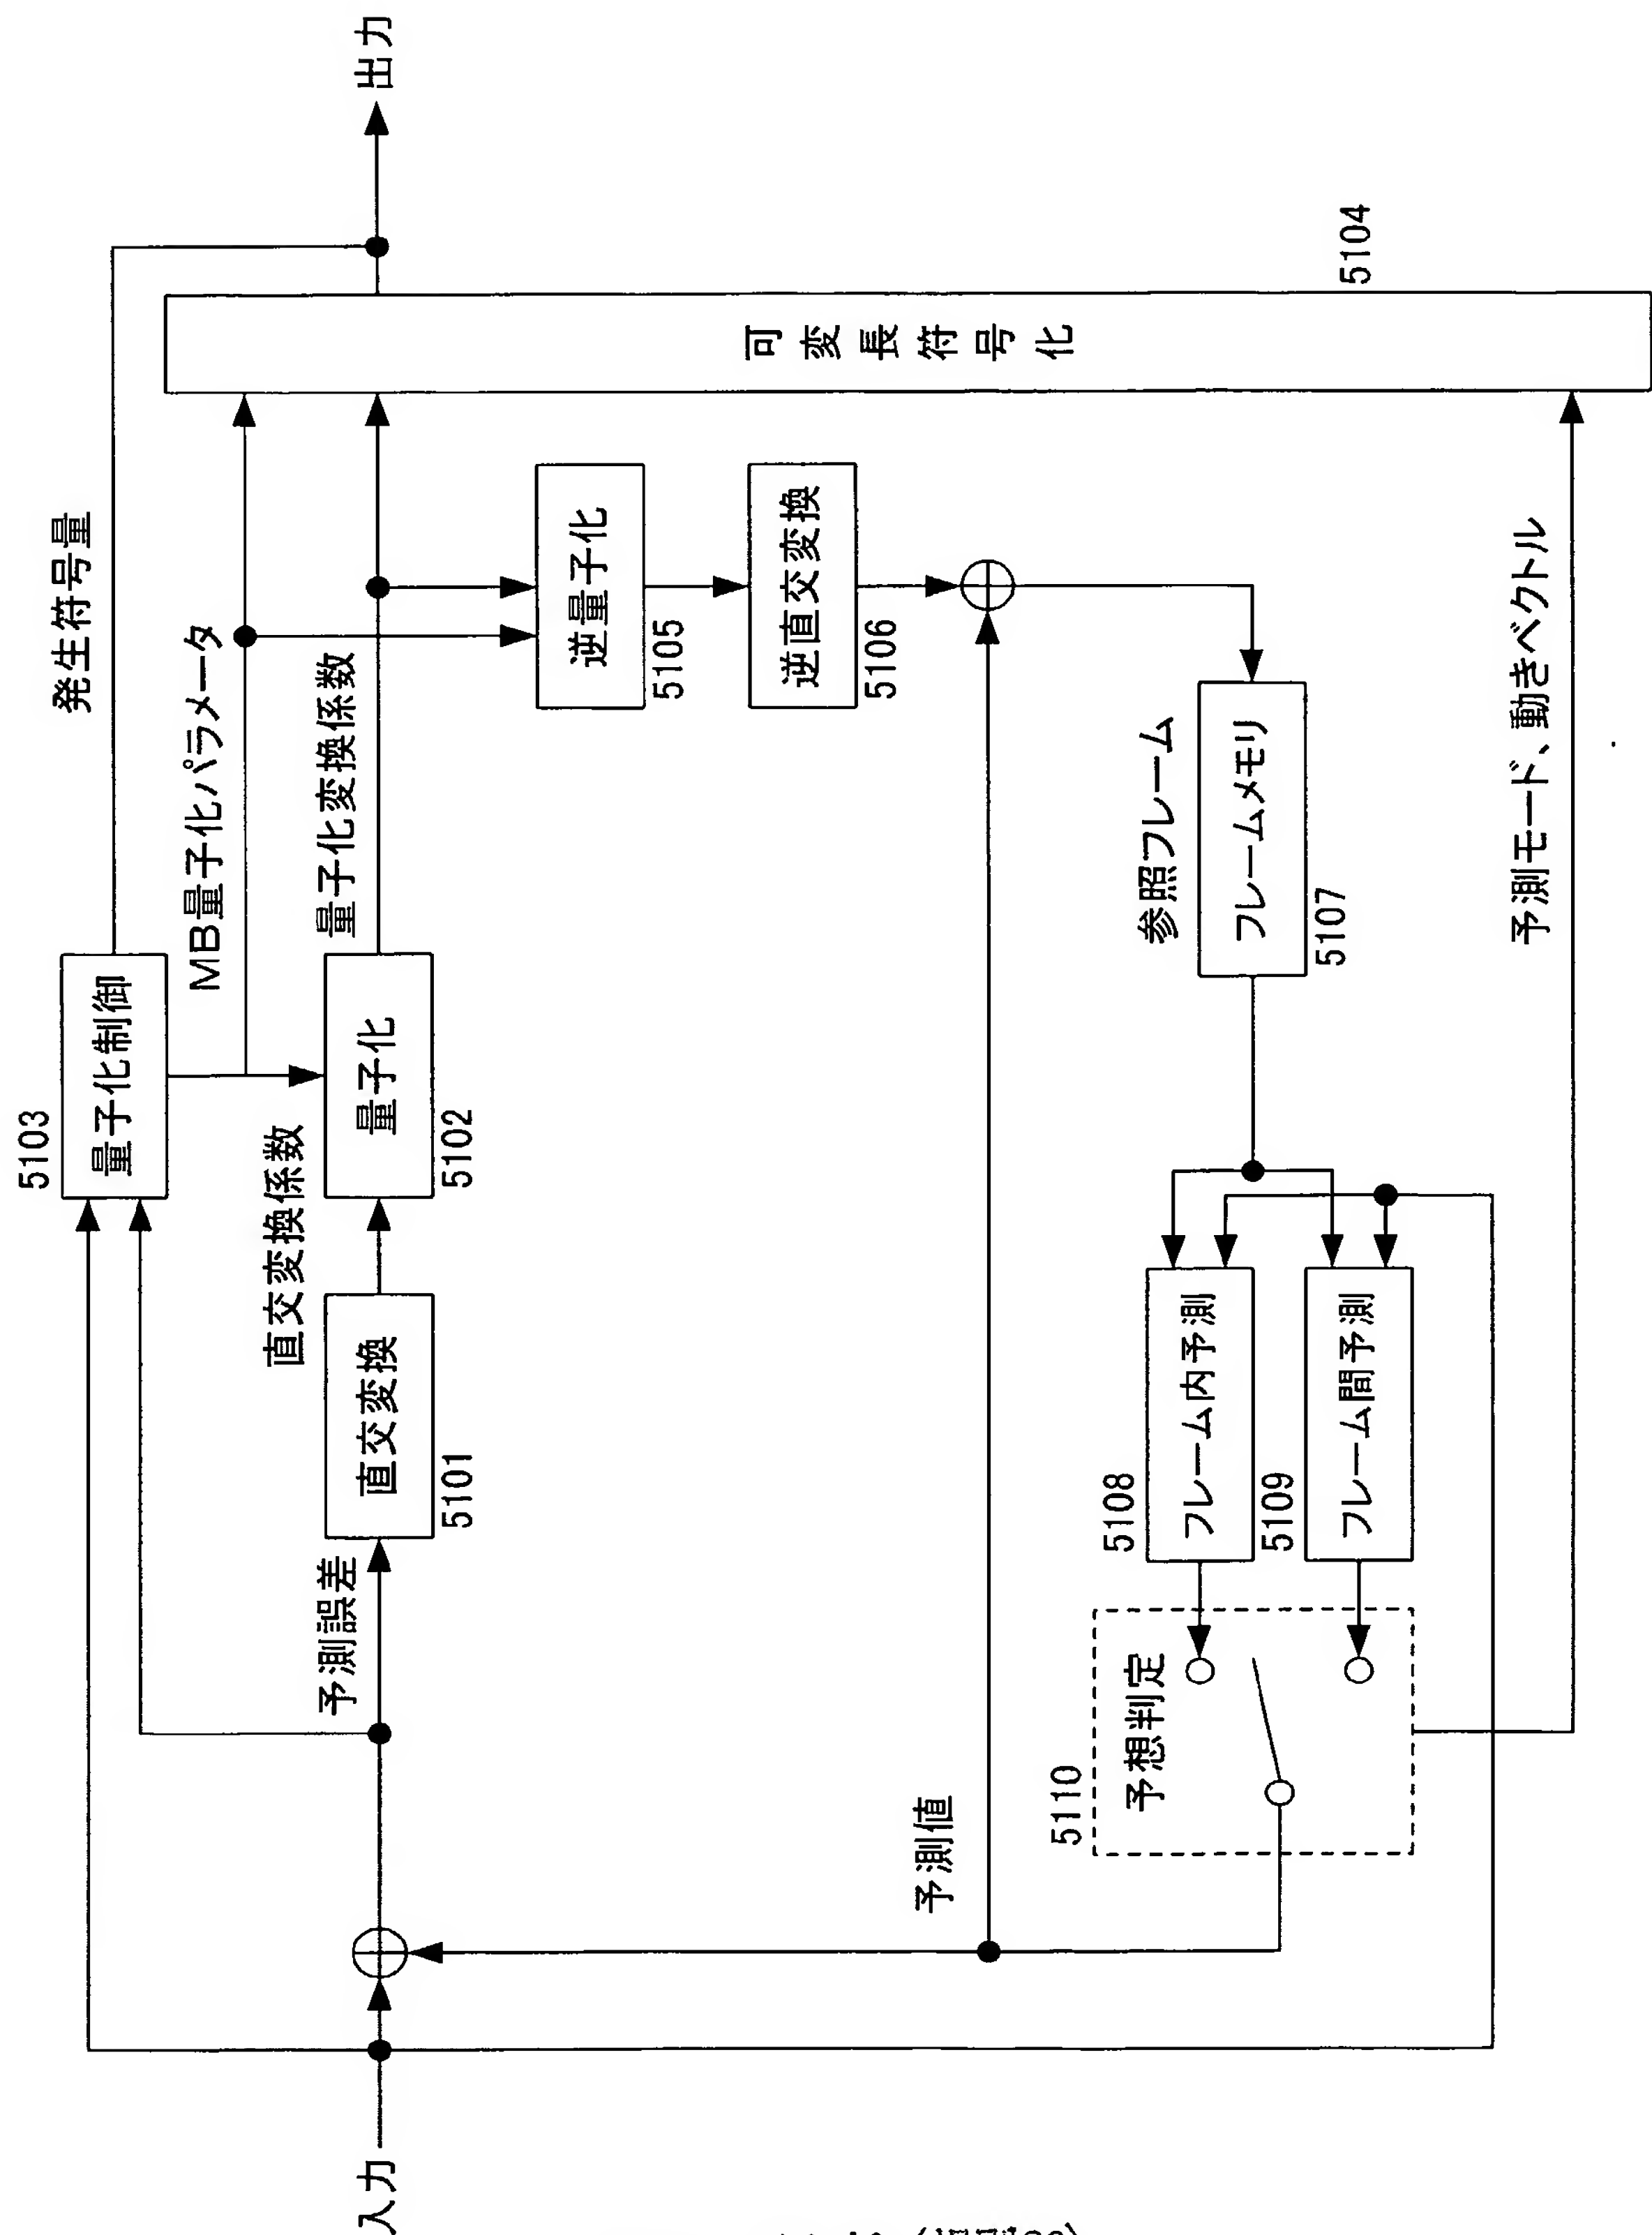 発生符号量
5103
量子化制御
MB量子化パラメータ
直交変換係数
量子化変換係数
入力
予測誤差
直交変換
5101
量子化
5102
出力
逆量子化
5105
逆直交変換
5106
可変長符号化
5104
予測値
参照フレーム
フレームメモリ
5107
5110
予想判定
5108
フレーム内予測
5109
フレーム間予測
予測モード、動きベクトル